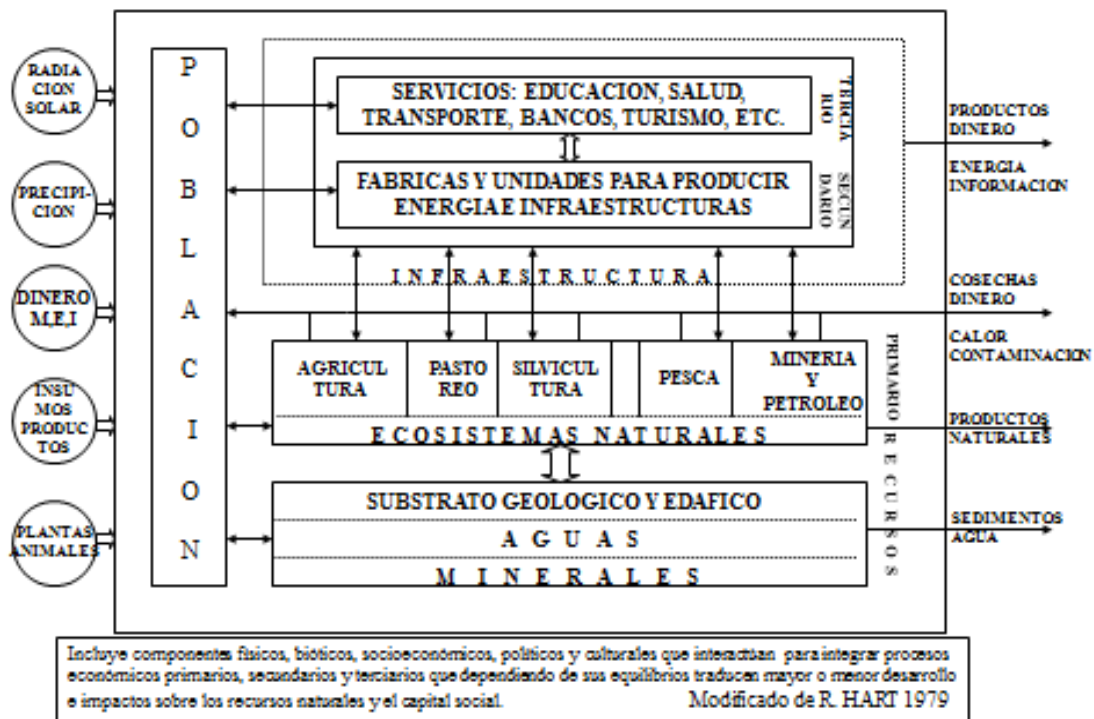 RADIA
CION
SOLAR
PRECIPI-
CION
DINERO
M,E,I
INSU
MOS
PRODUC
TOS
PLANTAS
ANIMALES
P
O
B
L
A
C
I
O
N
SERVICIOS: EDUCACION, SALUD,
TRANSPORTE, BANCOS, TURISMO, ETC.
TERCIA
RIO
FABRICAS Y UNIDADES PARA PRODUCIR
ENERGIA E INFRAESTRUCTURAS
SECUN
DARIO
I N F R A E S T R U C T U R A
AGRICUL
TURA
PASTO
REO
SILVICUL
TURA
PESCA
MINERIA
Y
PETROLEO
ECOSISTEMAS NATURALES
SUBSTRATO GEOLOGICO Y EDAFICO
A G U A S
M I N E R A L E S
PRIMARIO
R E C U R S O S
PRODUCTOS
DINERO
ENERGIA
INFORMACION
COSECHAS
DINERO
CALOR
CONTAMINACION
PRODUCTOS
NATURALES
SEDIMENTOS
AGUA
Incluye componentes físicos, bióticos, socioeconómicos, políticos y culturales que interactúan para integrar procesos
económicos primarios, secundarios y terciarios que dependiendo de sus equilibrios traducen mayor o menor desarrollo
e impactos sobre los recursos naturales y el capital social. Modificado de R. HART 1979